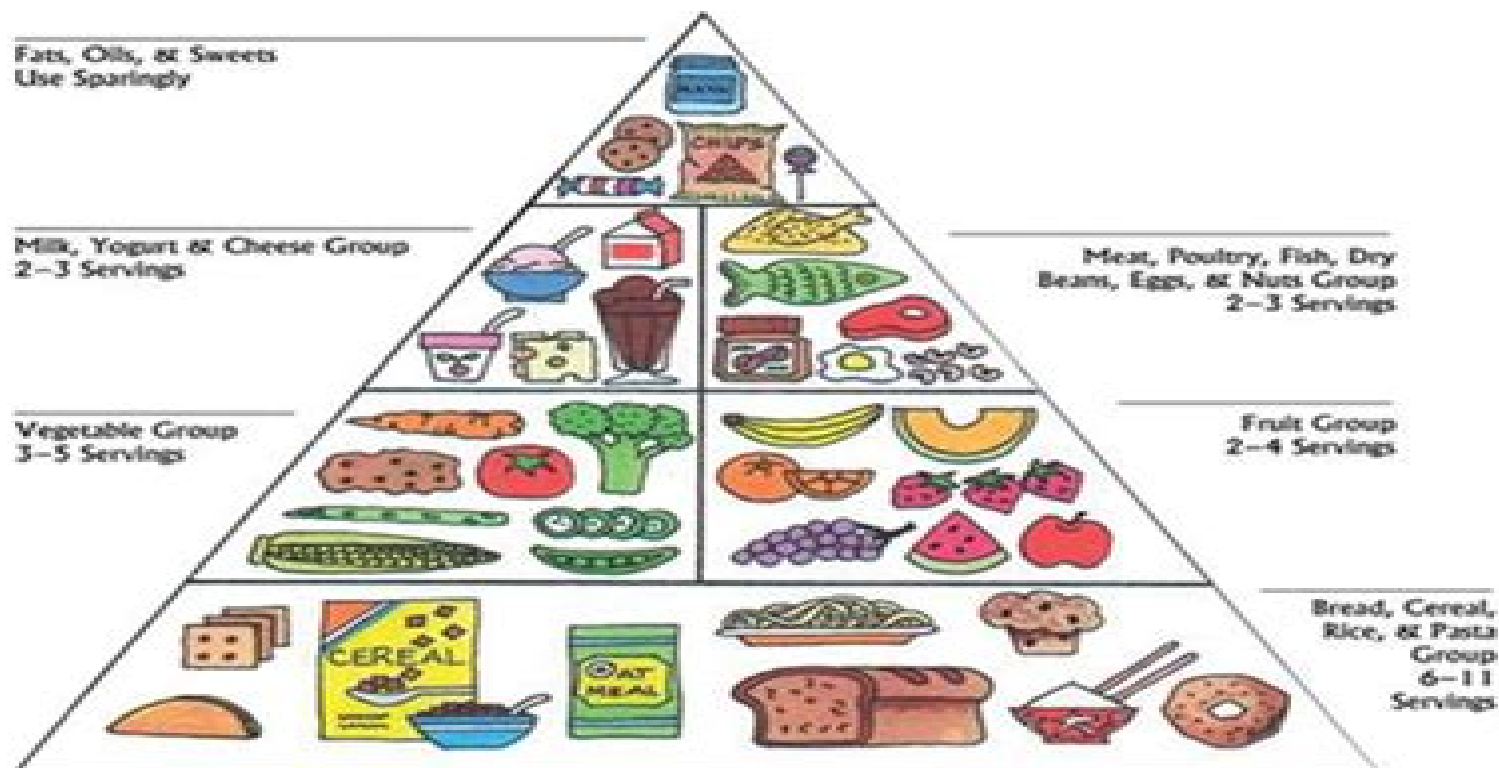 Fats, Oils, & Sweets
Use Sparingly
CHIPS
Milk, Yogurt & Cheese Group
2–3 Servings
Meat, Poultry, Fish, Dry
Beans, Eggs, & Nuts Group
2–3 Servings
Vegetable Group
3–5 Servings
Fruit Group
2–4 Servings
Bread, Cereal,
Rice, & Pasta
Group
6–11
Servings
CEREAL
OAT
MEAL